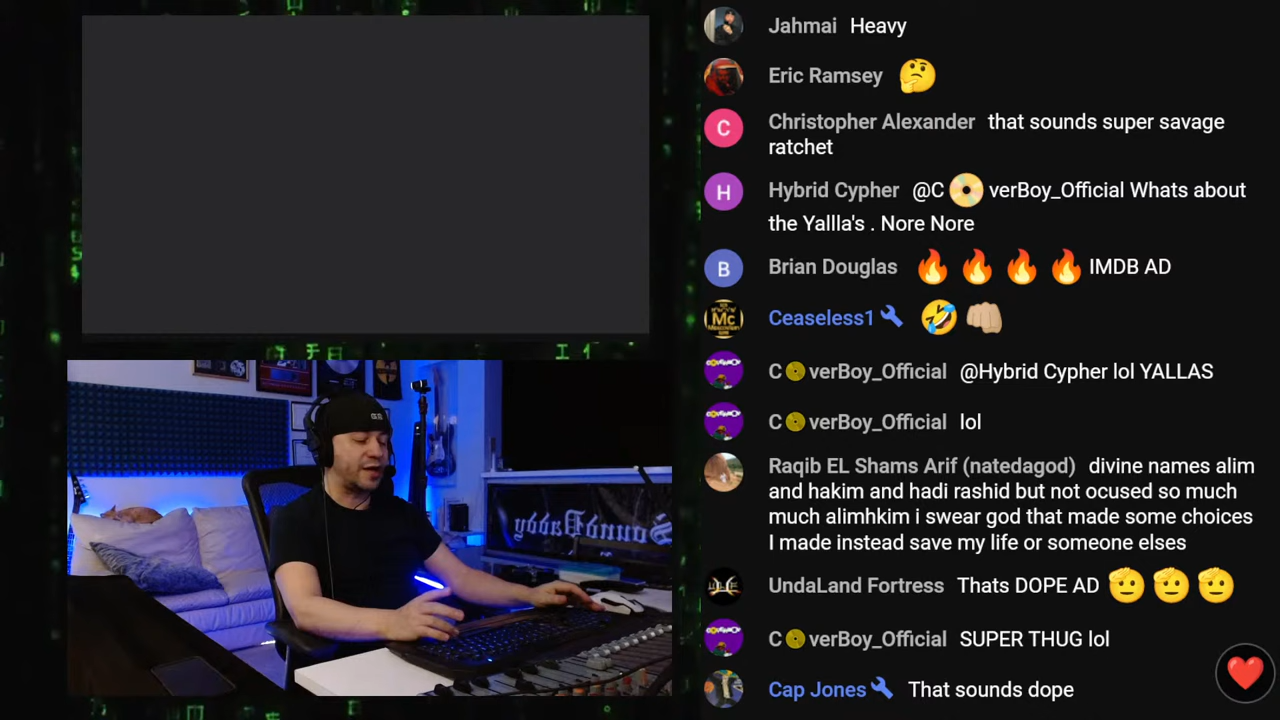 Jahmai Heavy
Eric Ramsey 🤔
Christopher Alexander that sounds super savage
ratchet
Hybrid Cypher @C📀verBoy_Official Whats about
the Yallla's . Nore Nore
Brian Douglas 🔥🔥🔥🔥 IMDB AD
Ceaseless1 🤣👊🏼
C verBoy_Official @Hybrid Cypher lol YALLAS
C verBoy_Official lol
Raqib EL Shams Arif (natedagod) divine names alim
and hakim and hadi rashid but not ocused so much
much alimhkim i swear god that made some choices
I made instead save my life or someone elses
UndaLand Fortress Thats DOPE AD 🫡🫡🫡
C verBoy_Official SUPER THUG lol
Cap Jones That sounds dope
C
H
B
Mc
SoundDaddy